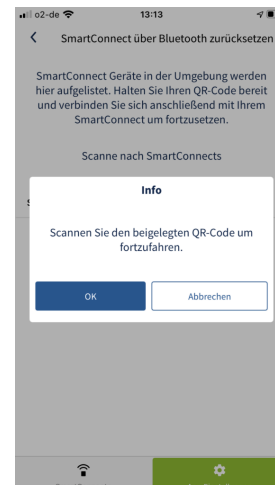 o2-de
13:13
SmartConnect über Bluetooth zurücksetzen
SmartConnect Geräte in der Umgebung werden
hier aufgelistet. Halten Sie Ihren QR-Code bereit
und verbinden Sie sich anschließend mit Ihrem
SmartConnect um fortzusetzen.
Scanne nach SmartConnects
Info
Scannen Sie den beigelegten QR-Code um
fortzufahren.
OK
Abbrechen